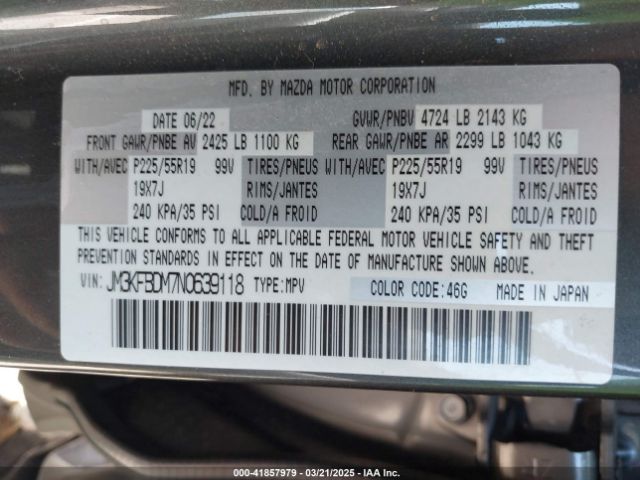 MFD. BY MAZDA MOTOR CORPORATION
DATE 06/22 GVWR/PNBV 4724 LB 2143 KG
FRONT GAWR/PNBE AV 2425 LB 1100 KG REAR GAWR/PNBE AR 2299 LB 1043 KG
WITH/AVEC P225/55R19 99V TIRES/PNEUS WITH/AVEC P225/55R19 99V TIRES/PNEUS
19X7J RIMS/JANTES 19X7J RIMS/JANTES
240 KPA/35 PSI COLD/A FROID 240 KPA/35 PSI COLD/A FROID
THIS VEHICLE CONFORMS TO ALL APPLICABLE FEDERAL MOTOR VEHICLE SAFETY AND THEFT
PREVENTION STANDARDS IN EFFECT ON THE DATE OF MANUFACTURE SHOWN ABOVE.
VIN: JM3KFBDM7N0639118 TYPE: MPV COLOR CODE: 46G MADE IN JAPAN
000-41857979 — 03/21/2025 — IAA Inc.